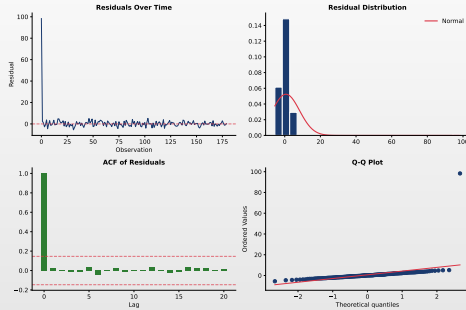 Residuals Over Time
100
80
60
40
20
0
Residual
0 25 50 75 100 125 150 175
Observation
Residual Distribution
0.14
0.12
0.10
0.08
0.06
0.04
0.02
0.00
Normal
0 20 40 60 80 100
ACF of Residuals
1.0
0.8
0.6
0.4
0.2
0.0
−0.2
0 5 10 15 20
Lag
Q-Q Plot
100
80
60
40
20
0
Ordered Values
−2 −1 0 1 2
Theoretical quantiles